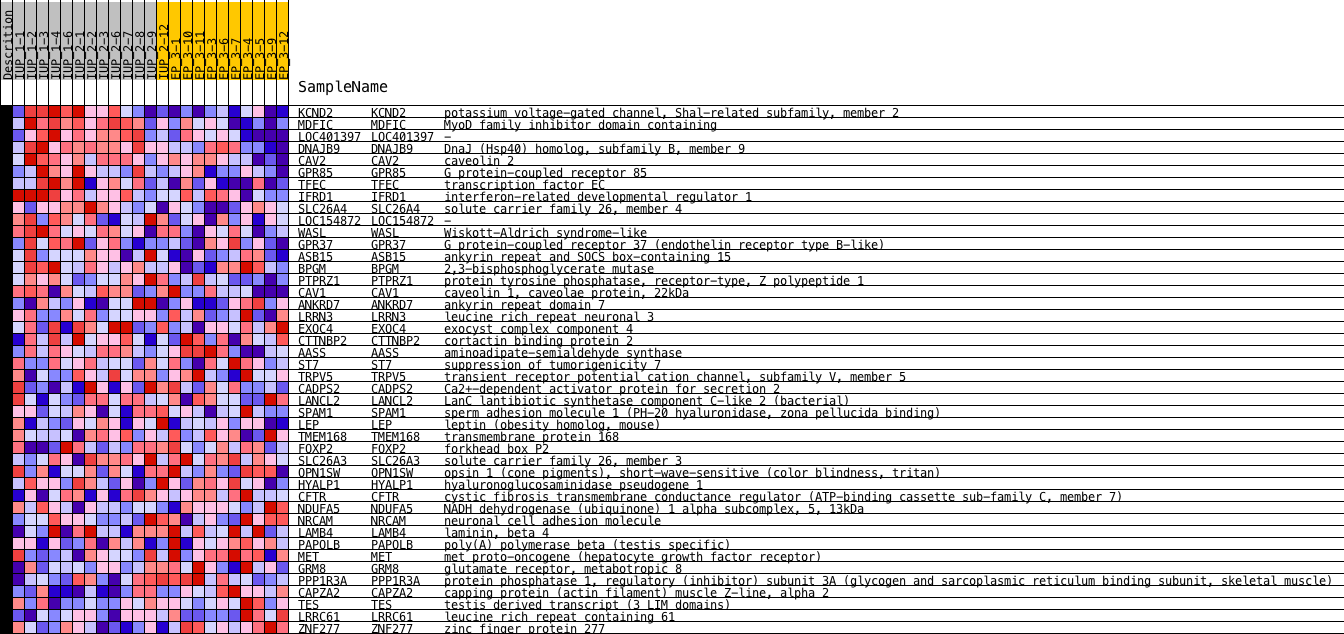 Descrition
IUP_1-1
IUP_1-2
IUP_1-3
IUP_1-4
IUP_1-6
IUP_2-1
IUP_2-2
IUP_2-3
IUP_2-6
IUP_2-7
IUP_2-8
IUP_2-9
IUP_2-12
EP_3-1
EP_3-10
EP_3-11
EP_3-3
EP_3-6
EP_3-7
EP_3-4
EP_3-5
EP_3-9
EP_3-12
SampleName
KCND2 KCND2 potassium voltage-gated channel, Shal-related subfamily, member 2
MDFIC MDFIC MyoD family inhibitor domain containing
LOC401397 LOC401397 -
DNAJB9 DNAJB9 DnaJ (Hsp40) homolog, subfamily B, member 9
CAV2 CAV2 caveolin 2
GPR85 GPR85 G protein-coupled receptor 85
TFEC TFEC transcription factor EC
IFRD1 IFRD1 interferon-related developmental regulator 1
SLC26A4 SLC26A4 solute carrier family 26, member 4
LOC154872 LOC154872 -
WASL WASL Wiskott-Aldrich syndrome-like
GPR37 GPR37 G protein-coupled receptor 37 (endothelin receptor type B-like)
ASB15 ASB15 ankyrin repeat and SOCS box-containing 15
BPGM BPGM 2,3-bisphosphoglycerate mutase
PTPRZ1 PTPRZ1 protein tyrosine phosphatase, receptor-type, Z polypeptide 1
CAV1 CAV1 caveolin 1, caveolae protein, 22kDa
ANKRD7 ANKRD7 ankyrin repeat domain 7
LRRN3 LRRN3 leucine rich repeat neuronal 3
EXOC4 EXOC4 exocyst complex component 4
CTTNBP2 CTTNBP2 cortactin binding protein 2
AASS AASS aminoadipate-semialdehyde synthase
ST7 ST7 suppression of tumorigenicity 7
TRPV5 TRPV5 transient receptor potential cation channel, subfamily V, member 5
CADPS2 CADPS2 Ca2+-dependent activator protein for secretion 2
LANCL2 LANCL2 LanC lantibiotic synthetase component C-like 2 (bacterial)
SPAM1 SPAM1 sperm adhesion molecule 1 (PH-20 hyaluronidase, zona pellucida binding)
LEP LEP leptin (obesity homolog, mouse)
TMEM168 TMEM168 transmembrane protein 168
FOXP2 FOXP2 forkhead box P2
SLC26A3 SLC26A3 solute carrier family 26, member 3
OPN1SW OPN1SW opsin 1 (cone pigments), short-wave-sensitive (color blindness, tritan)
HYALP1 HYALP1 hyaluronoglucosaminidase pseudogene 1
CFTR CFTR cystic fibrosis transmembrane conductance regulator (ATP-binding cassette sub-family C, member 7)
NDUFA5 NDUFA5 NADH dehydrogenase (ubiquinone) 1 alpha subcomplex, 5, 13kDa
NRCAM NRCAM neuronal cell adhesion molecule
LAMB4 LAMB4 laminin, beta 4
PAPOLB PAPOLB poly(A) polymerase beta (testis specific)
MET MET met proto-oncogene (hepatocyte growth factor receptor)
GRM8 GRM8 glutamate receptor, metabotropic 8
PPP1R3A PPP1R3A protein phosphatase 1, regulatory (inhibitor) subunit 3A (glycogen and sarcoplasmic reticulum binding subunit, skeletal muscle)
CAPZA2 CAPZA2 capping protein (actin filament) muscle Z-line, alpha 2
TES TES testis derived transcript (3 LIM domains)
LRRC61 LRRC61 leucine rich repeat containing 61
ZNF277 ZNF277 zinc finger protein 277